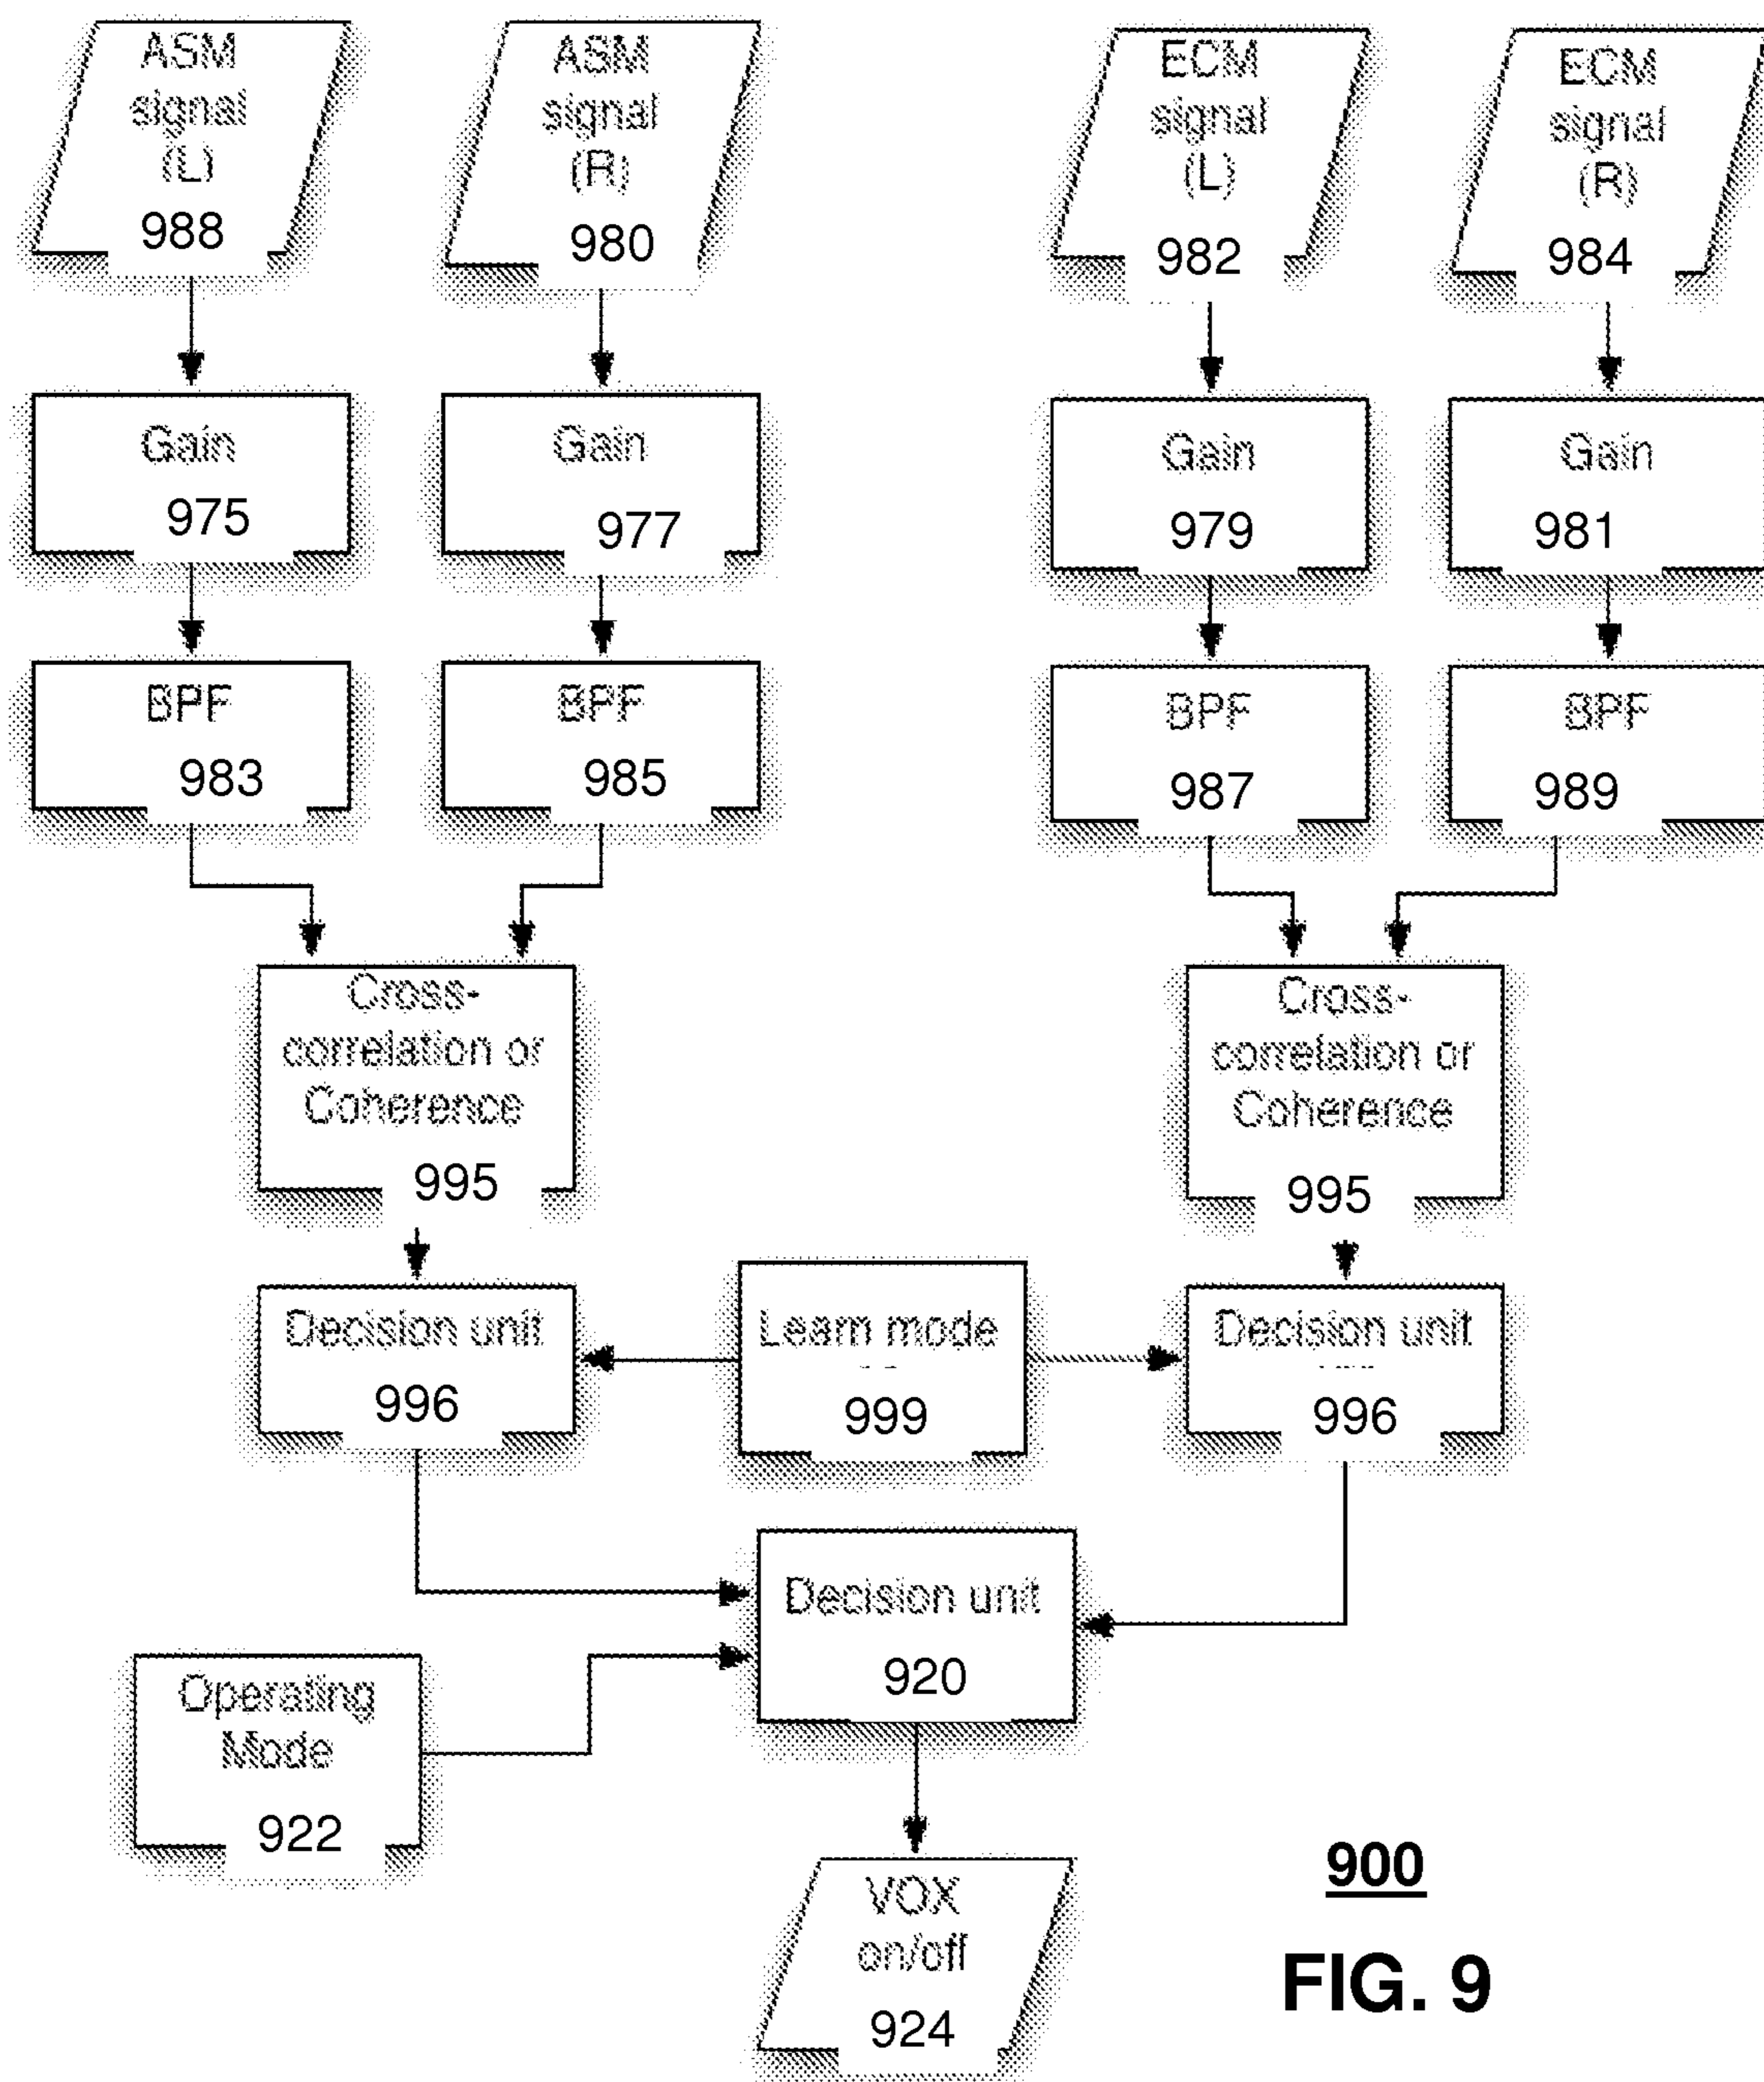 ASM
signal
(L)
988
ASM
signal
(R)
980
ECM
signal
(L)
982
ECM
signal
(R)
984
Gain
975
Gain
977
Gain
979
Gain
981
BPF
983
BPF
985
BPF
987
BPF
989
Cross-
correlation or
Coherence
995
Cross-
correlation or
Coherence
995
Decision unit
996
Learn mode
999
Decision unit
996
Decision unit
920
Operating
Mode
922
VOX
on/off
924
900
FIG. 9